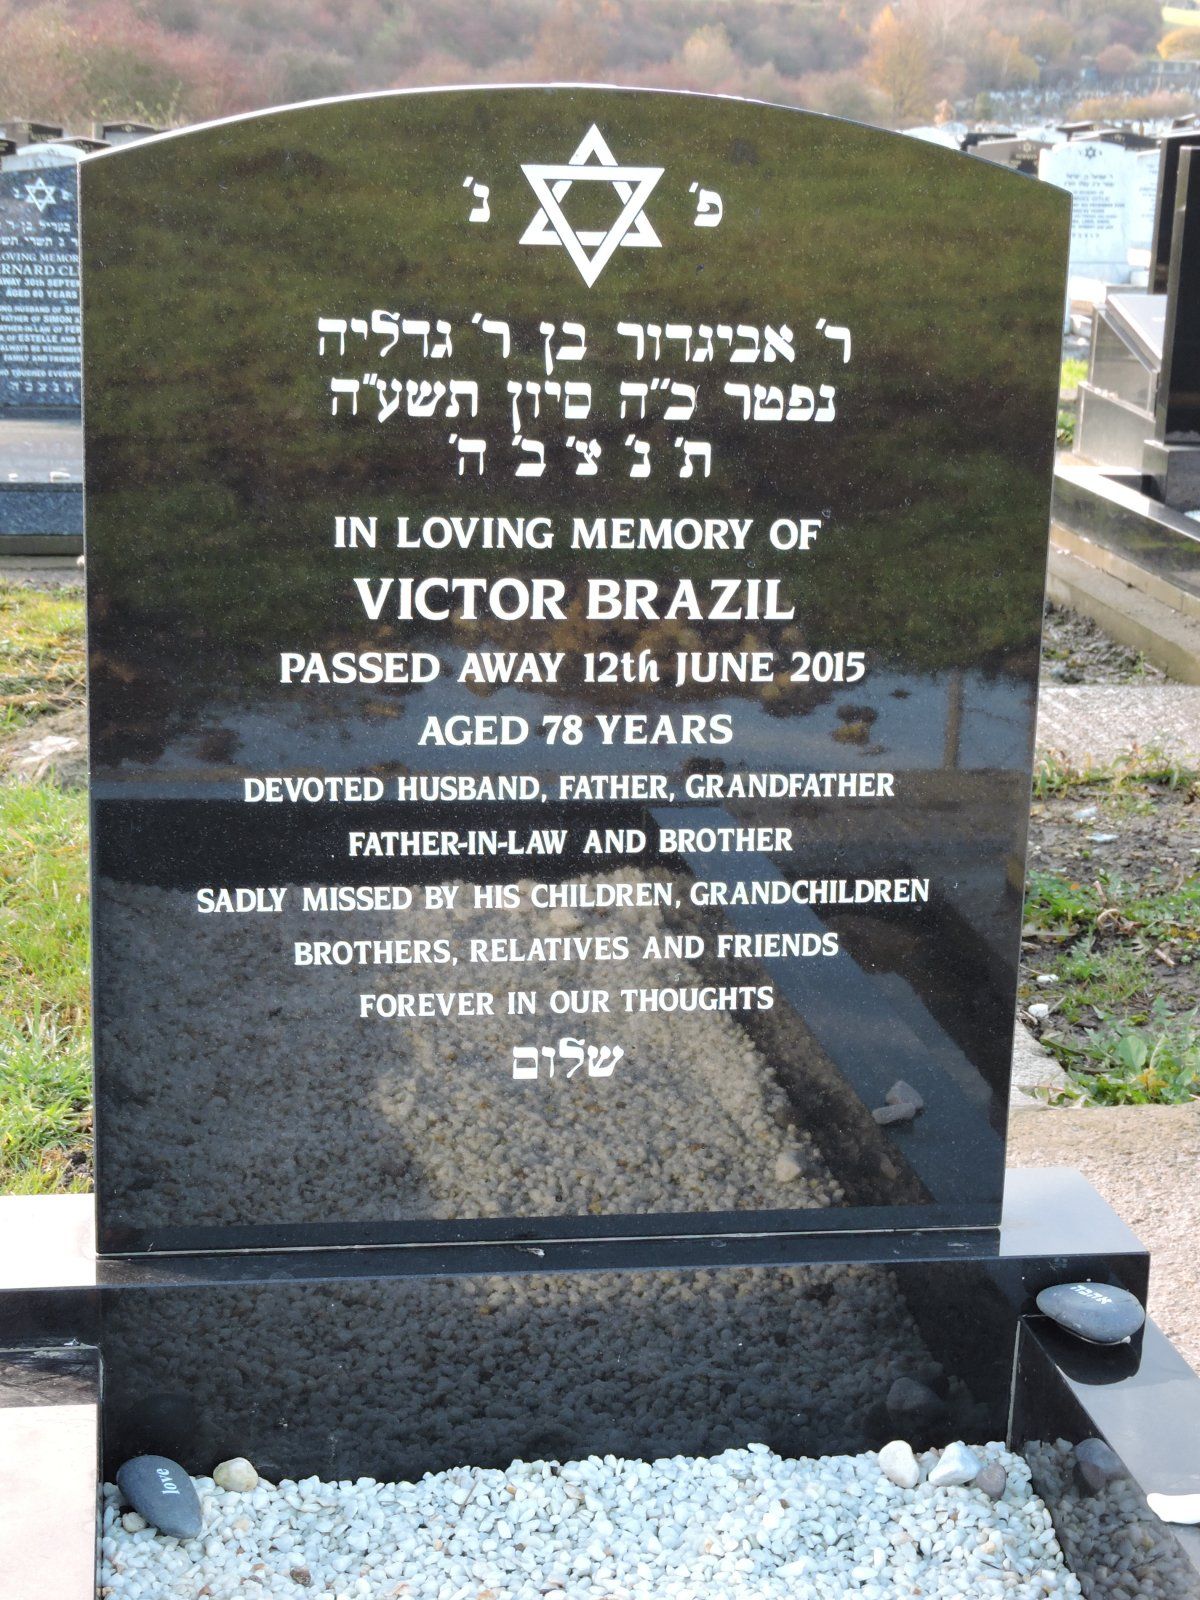 פ׳ נ׳
ר׳ אביגדור בן ר׳ גדליה
נפטר כ״ה סיון תשע״ה
ת׳ נ׳ צ׳ ב׳ ה׳
IN LOVING MEMORY OF
VICTOR BRAZIL
PASSED AWAY 12th JUNE 2015
AGED 78 YEARS
DEVOTED HUSBAND, FATHER, GRANDFATHER
FATHER-IN-LAW AND BROTHER
SADLY MISSED BY HIS CHILDREN, GRANDCHILDREN
BROTHERS, RELATIVES AND FRIENDS
FOREVER IN OUR THOUGHTS
שלום
אהבה
love